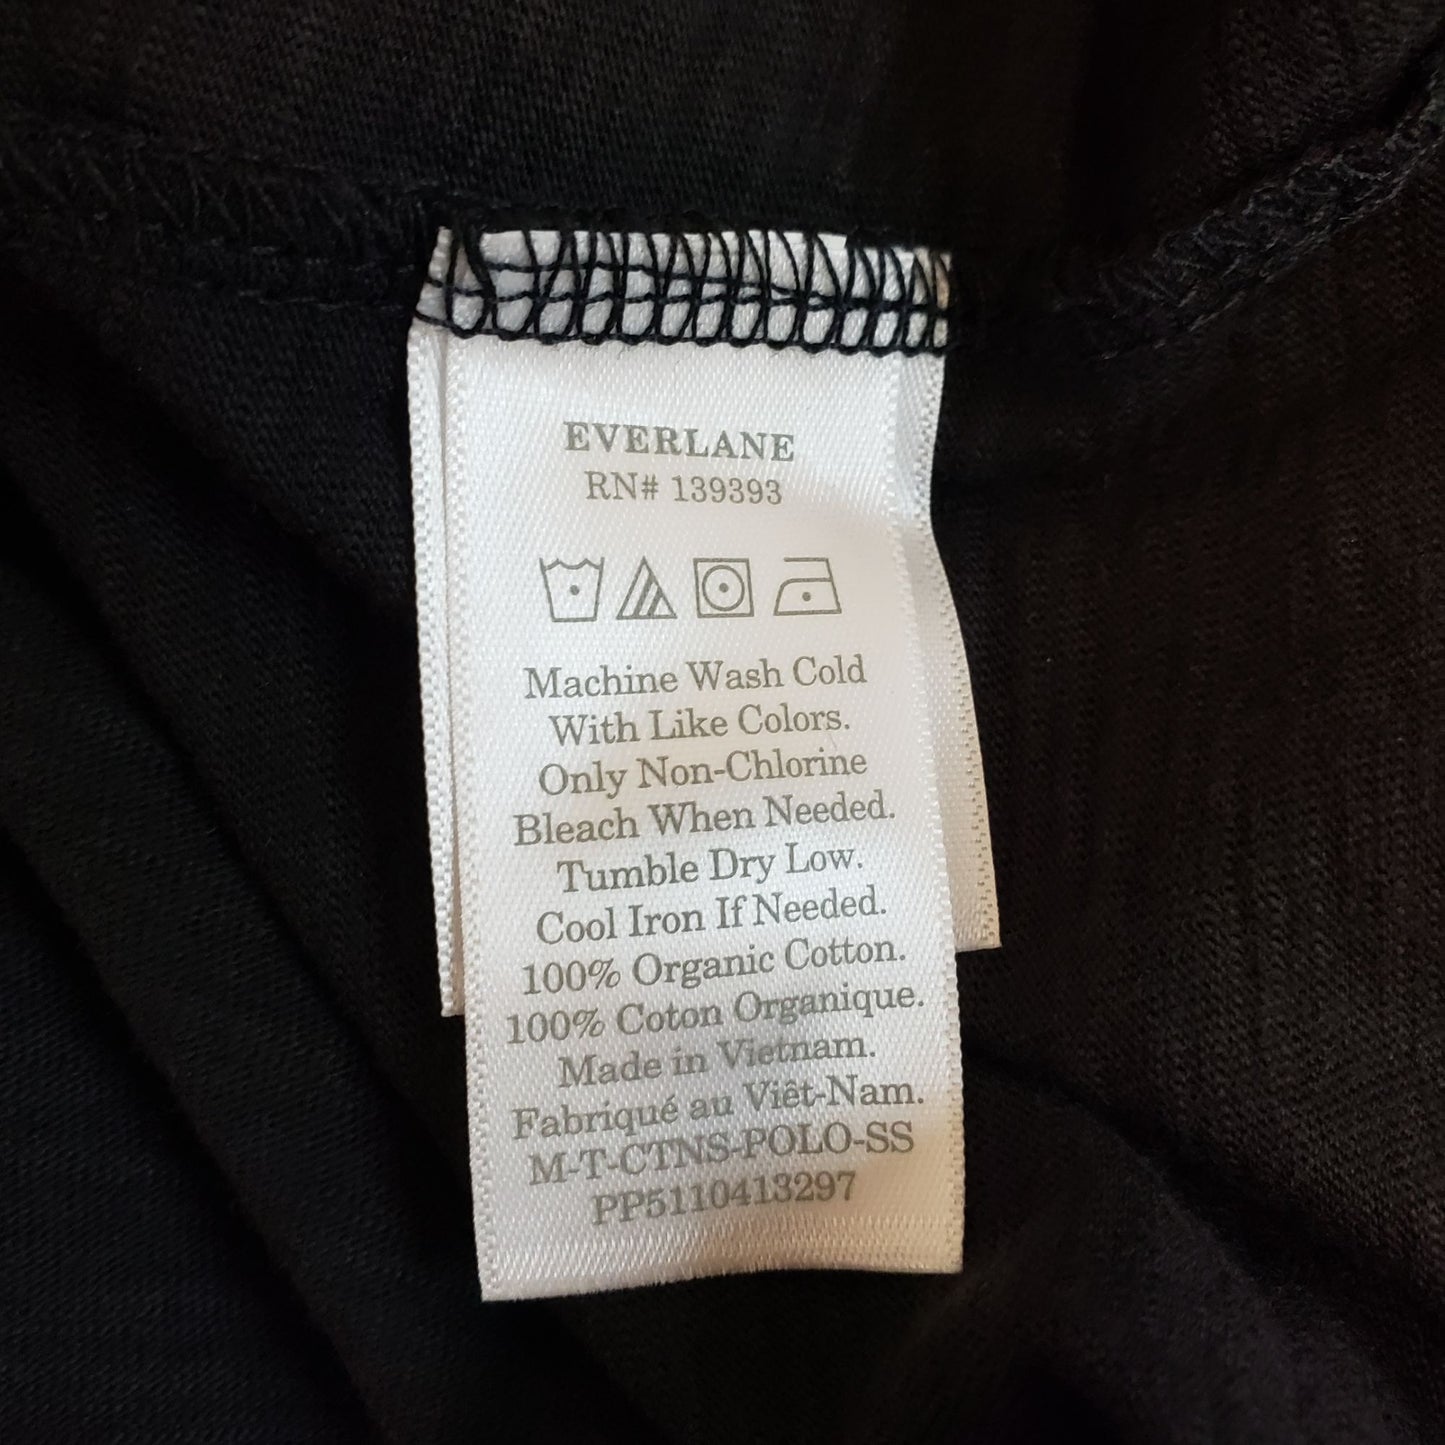 EVERLANE
RN# 139393
Machine Wash Cold
With Like Colors.
Only Non-Chlorine
Bleach When Needed.
Tumble Dry Low.
Cool Iron If Needed.
100% Organic Cotton.
100% Coton Organique.
Made in Vietnam.
Fabriqué au Viêt-Nam.
M-T-CTNS-POLO-SS
PP5110413297